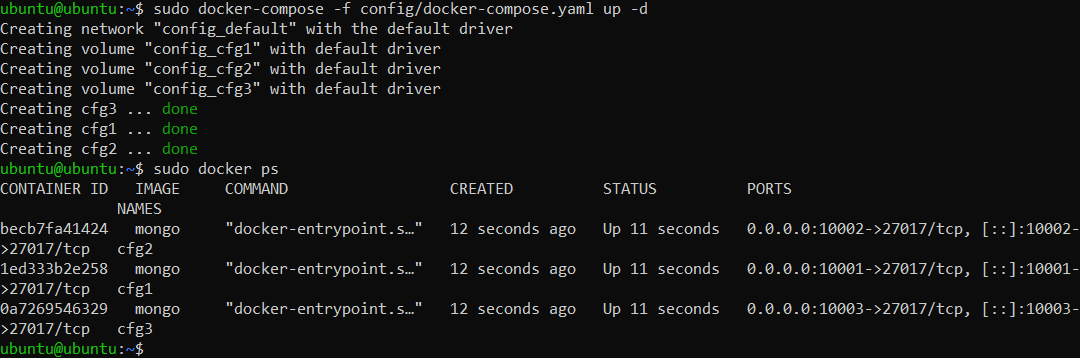 ubuntu@ubuntu:~$ sudo docker-compose -f config/docker-compose.yaml up -d
Creating network "config_default" with the default driver
Creating volume "config_cfg1" with default driver
Creating volume "config_cfg2" with default driver
Creating volume "config_cfg3" with default driver
Creating cfg3 ... done
Creating cfg1 ... done
Creating cfg2 ... done
ubuntu@ubuntu:~$ sudo docker ps
CONTAINER ID   IMAGE     COMMAND                  CREATED          STATUS          PORTS
             NAMES
becb7fa41424   mongo     "docker-entrypoint.s…"   12 seconds ago   Up 11 seconds   0.0.0.0:10002->27017/tcp, [::]:10002-
>27017/tcp   cfg2
1ed333b2e258   mongo     "docker-entrypoint.s…"   12 seconds ago   Up 11 seconds   0.0.0.0:10001->27017/tcp, [::]:10001-
>27017/tcp   cfg1
0a7269546329   mongo     "docker-entrypoint.s…"   12 seconds ago   Up 11 seconds   0.0.0.0:10003->27017/tcp, [::]:10003-
>27017/tcp   cfg3
ubuntu@ubuntu:~$